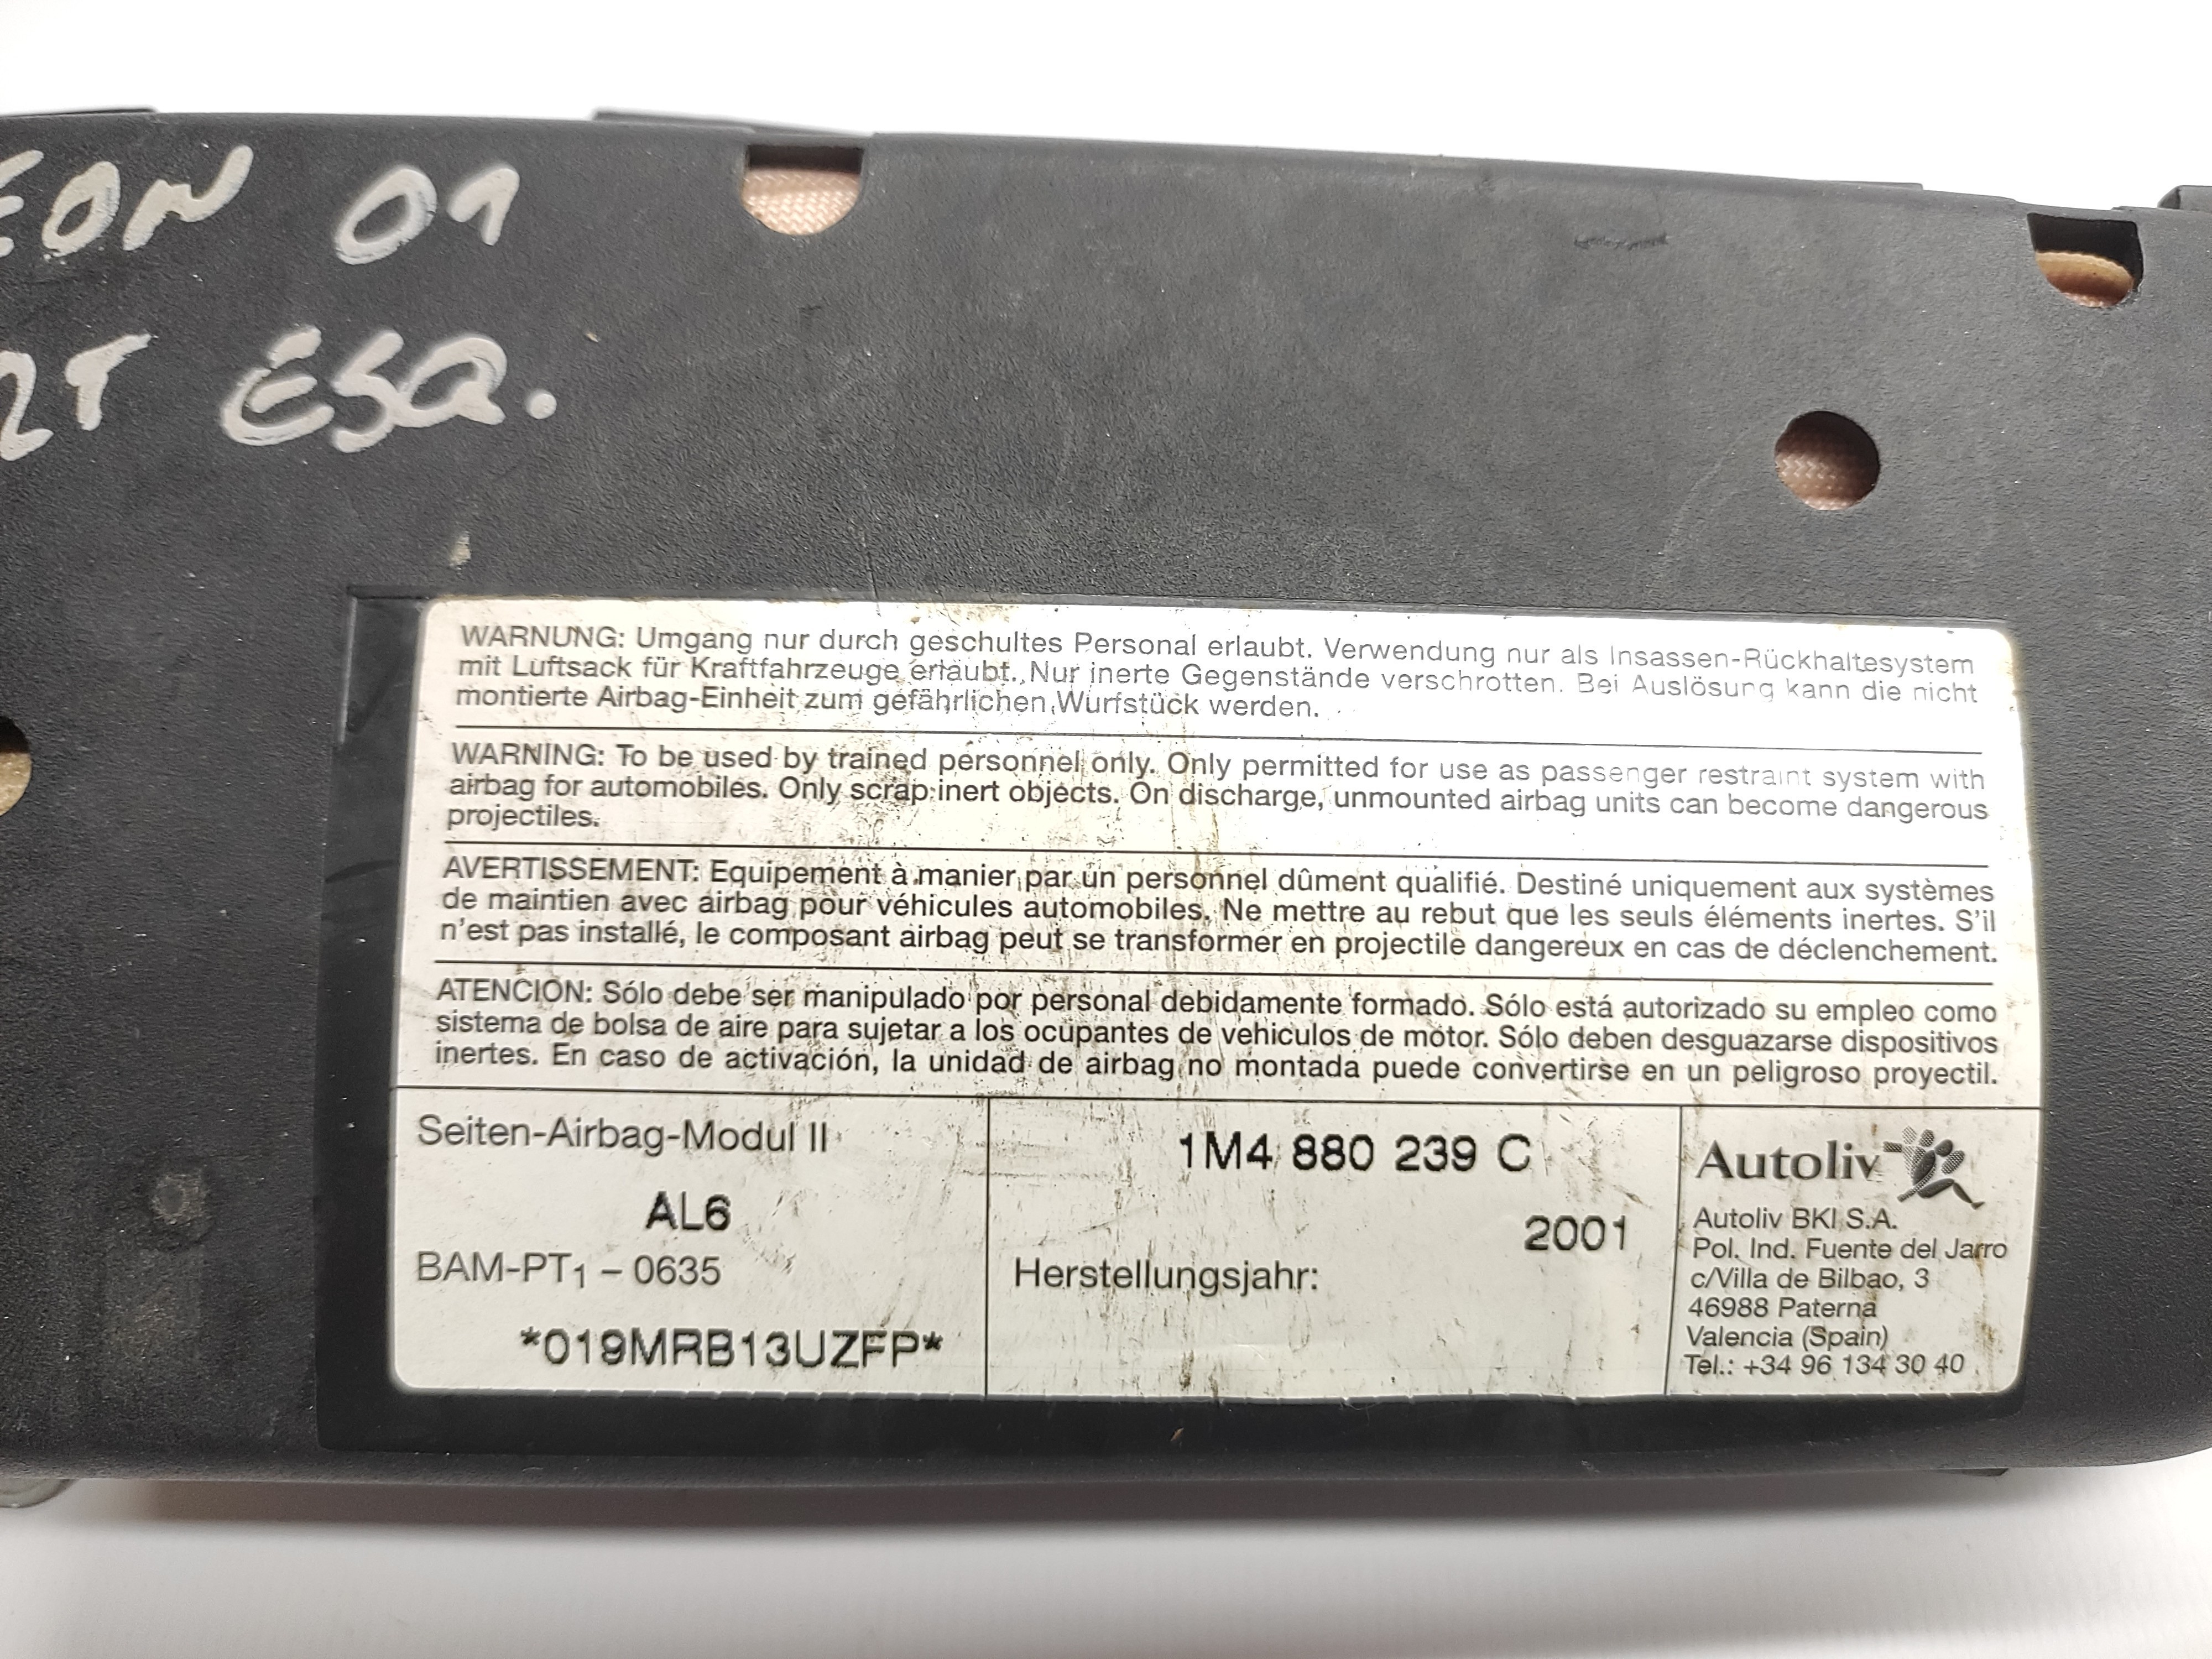 EON 01
RT ESQ.
WARNUNG: Umgang nur durch geschultes Personal erlaubt. Verwendung nur als Insassen-Rückhaltesystem
mit Luftsack für Kraftfahrzeuge erlaubt. Nur inerte Gegenstände verschrotten. Bei Auslösung kann die nicht
montierte Airbag-Einheit zum gefährlichen Wurfstück werden.
WARNING: To be used by trained personnel only. Only permitted for use as passenger restraint system with
airbag for automobiles. Only scrap inert objects. On discharge, unmounted airbag units can become dangerous
projectiles.
AVERTISSEMENT: Equipement à manier par un personnel dûment qualifié. Destiné uniquement aux systèmes
de maintien avec airbag pour véhicules automobiles. Ne mettre au rebut que les seuls éléments inertes. S'il
n'est pas installé, le composant airbag peut se transformer en projectile dangereux en cas de déclenchement.
ATENCIÓN: Sólo debe ser manipulado por personal debidamente formado. Sólo está autorizado su empleo como
sistema de bolsa de aire para sujetar a los ocupantes de vehiculos de motor. Sólo deben desguazarse dispositivos
inertes. En caso de activación, la unidad de airbag no montada puede convertirse en un peligroso proyectil.
Seiten-Airbag-Modul II
AL6
BAM-PT1 – 0635
*019MRB13UZFP*
1M4 880 239 C
2001
Herstellungsjahr:
Autoliv
Autoliv BKI S.A.
Pol. Ind. Fuente del Jarro
c/Villa de Bilbao, 3
46988 Paterna
Valencia (Spain)
Tel.: +34 96 134 30 40